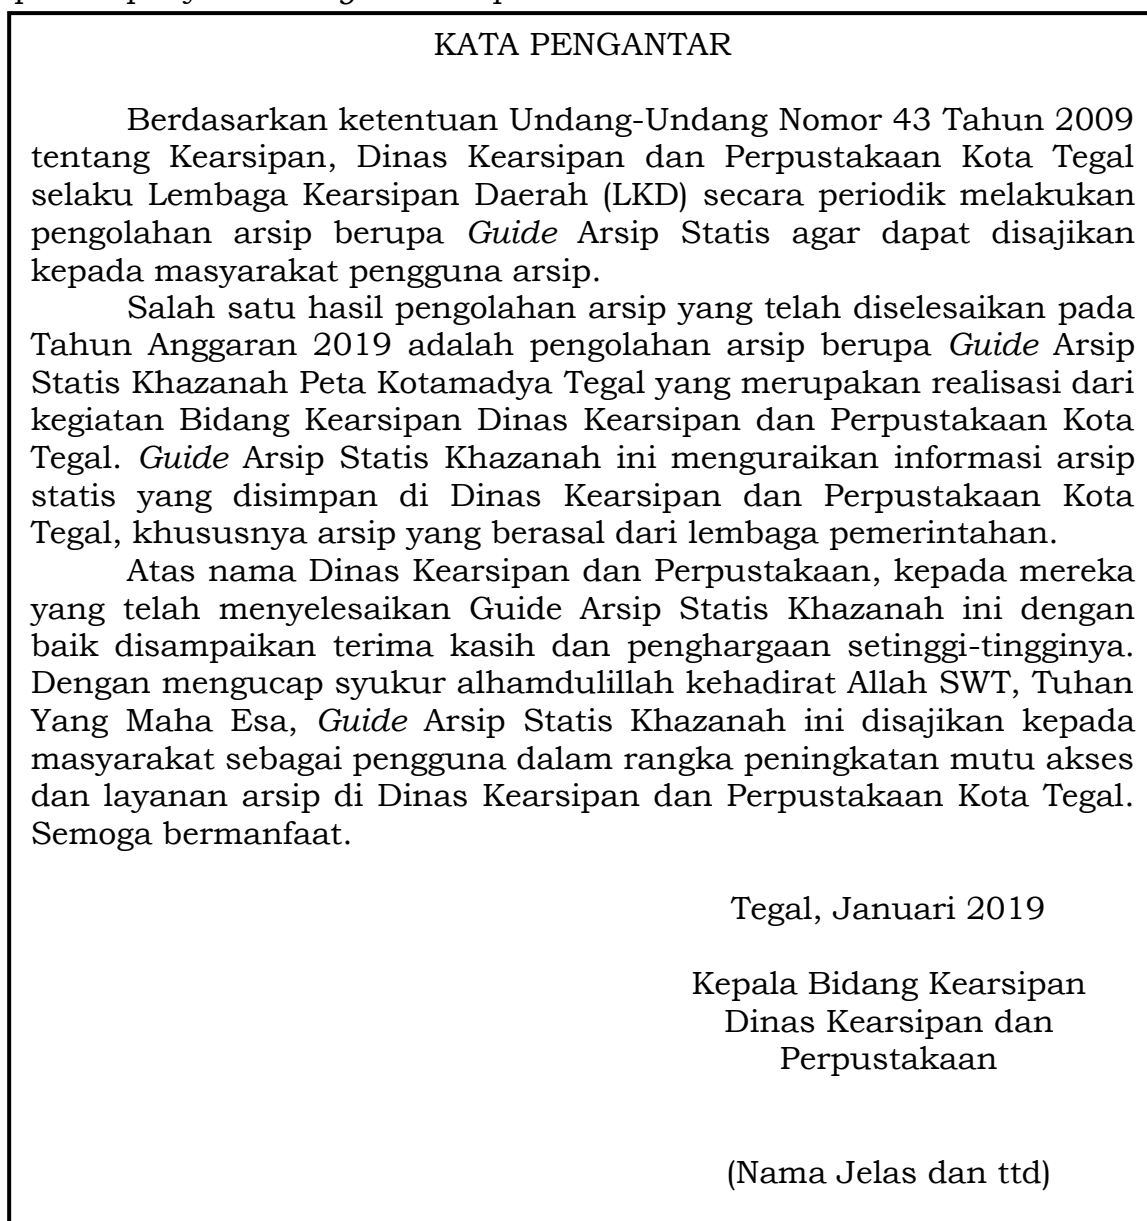 KATA PENGANTAR
Berdasarkan ketentuan Undang-Undang Nomor 43 Tahun 2009
tentang Kearsipan, Dinas Kearsipan dan Perpustakaan Kota Tegal
selaku Lembaga Kearsipan Daerah (LKD) secara periodik melakukan
pengolahan arsip berupa Guide Arsip Statis agar dapat disajikan
kepada masyarakat pengguna arsip.
Salah satu hasil pengolahan arsip yang telah diselesaikan pada
Tahun Anggaran 2019 adalah pengolahan arsip berupa Guide Arsip
Statis Khazanah Peta Kotamadya Tegal yang merupakan realisasi dari
kegiatan Bidang Kearsipan Dinas Kearsipan dan Perpustakaan Kota
Tegal. Guide Arsip Statis Khazanah ini menguraikan informasi arsip
statis yang disimpan di Dinas Kearsipan dan Perpustakaan Kota
Tegal, khususnya arsip yang berasal dari lembaga pemerintahan.
Atas nama Dinas Kearsipan dan Perpustakaan, kepada mereka
yang telah menyelesaikan Guide Arsip Statis Khazanah ini dengan
baik disampaikan terima kasih dan penghargaan setinggi-tingginya.
Dengan mengucap syukur alhamdulillah kehadirat Allah SWT, Tuhan
Yang Maha Esa, Guide Arsip Statis Khazanah ini disajikan kepada
masyarakat sebagai pengguna dalam rangka peningkatan mutu akses
dan layanan arsip di Dinas Kearsipan dan Perpustakaan Kota Tegal.
Semoga bermanfaat.
Tegal, Januari 2019
Kepala Bidang Kearsipan
Dinas Kearsipan dan
Perpustakaan
(Nama Jelas dan ttd)